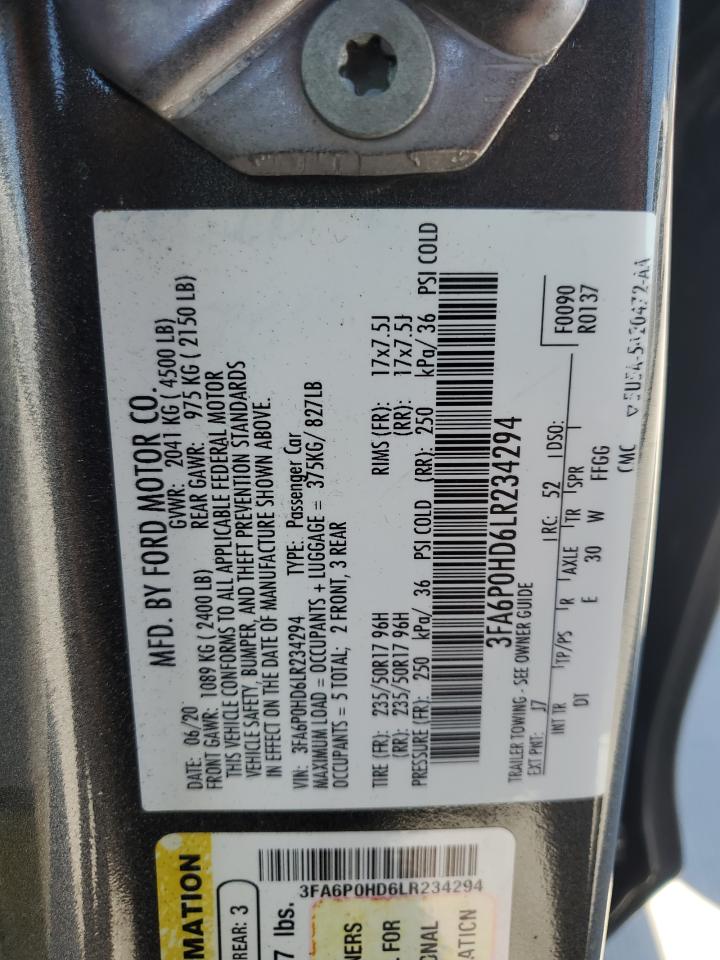 MFD. BY FORD MOTOR CO.
DATE: 06/20 GVWR: 2041 KG ( 4500 LB)
FRONT GAWR: 1089 KG ( 2400 LB) REAR GAWR: 975 KG ( 2150 LB)
THIS VEHICLE CONFORMS TO ALL APPLICABLE FEDERAL MOTOR
VEHICLE SAFETY, BUMPER, AND THEFT PREVENTION STANDARDS
IN EFFECT ON THE DATE OF MANUFACTURE SHOWN ABOVE.
VIN: 3FA6P0HD6LR234294 TYPE: Passenger Car
MAXIMUM LOAD = OCCUPANTS + LUGGAGE = 375KG/ 827LB
OCCUPANTS = 5 TOTAL; 2 FRONT, 3 REAR
TIRE (FR): 235/50R17 96H RIMS (FR): 17x7.5J
(RR): 235/50R17 96H (RR): 17x7.5J
PRESSURE (FR): 250 kPa/ 36 PSI COLD (RR): 250 kPa/ 36 PSI COLD
3FA6P0HD6LR234294
TRAILER TOWING - SEE OWNER GUIDE
F0090
EXT PNT: J7 RC: 52 DSO: R0137
INT TR TP/PS R AXLE TR SPR
DT E 30 W FFGG
CMC
MATION
REAR: 3
7 lbs.
3FA6P0HD6LR234294
NERS
FOR
ONAL